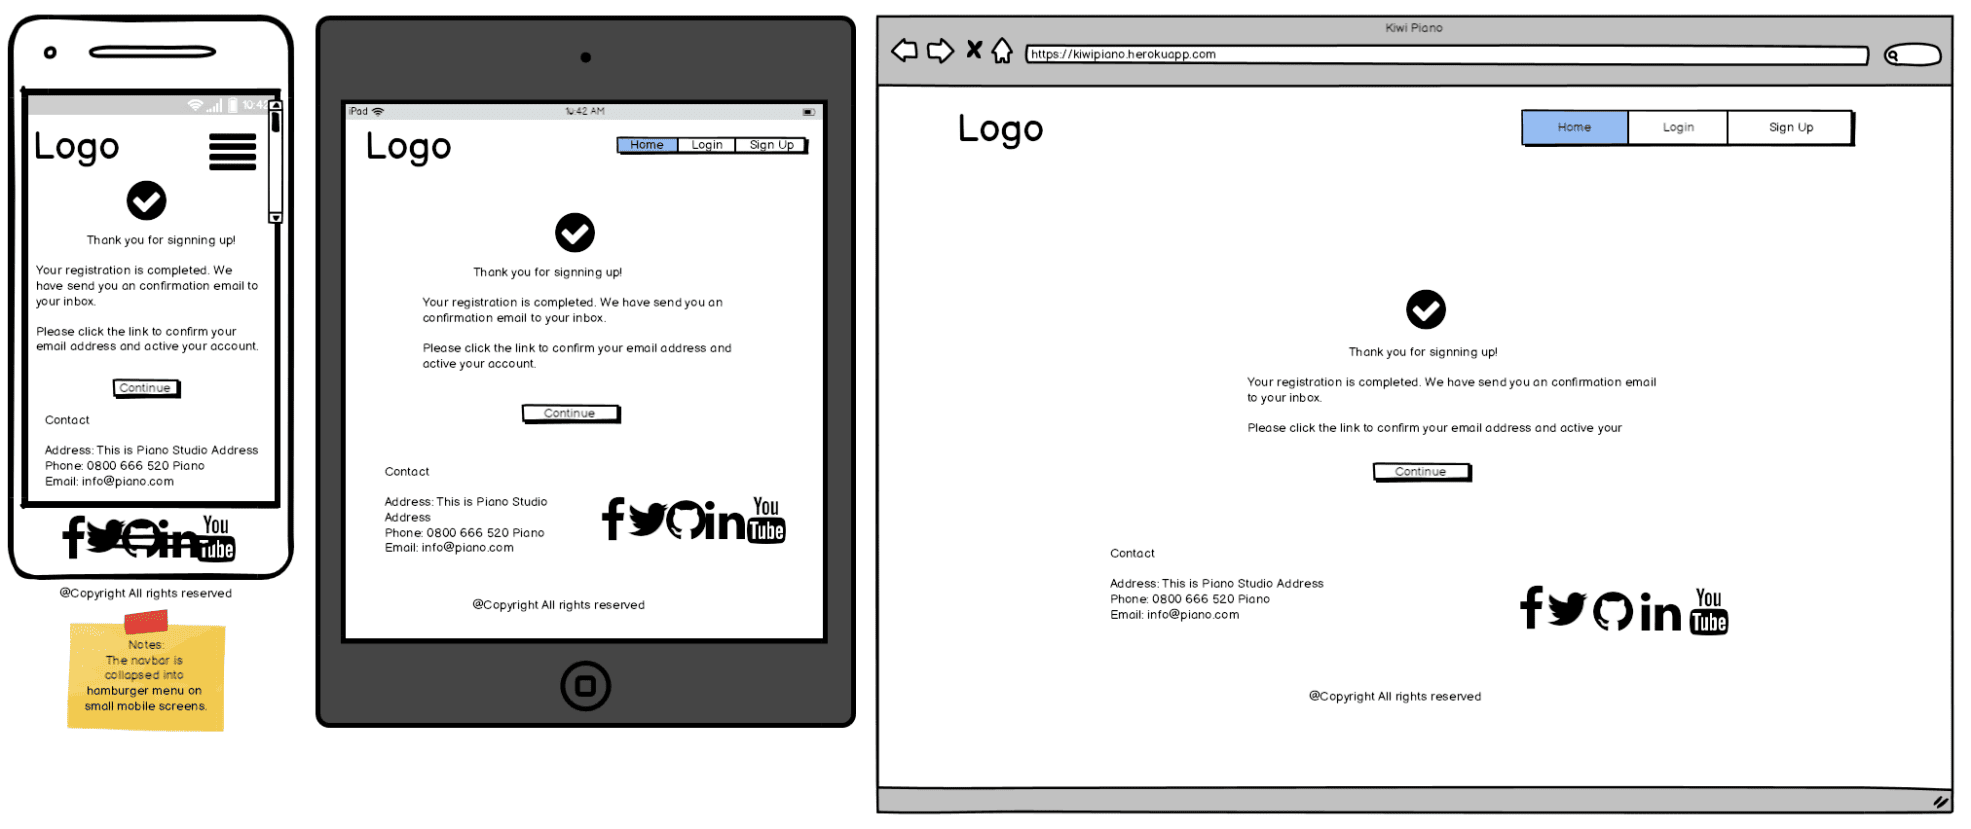 10:42
Logo
Thank you for signning up!
Your registration is completed. We
have send you an confirmation email to
your inbox.
Please click the link to confirm your
email address and active your account.
Continue
Contact
Address: This is Piano Studio Address
Phone: 0800 666 520 Piano
Email: info@piano.com
f in You Tube
@Copyright All rights reserved
Notes:
The navbar is
collapsed into
hamburger menu on
small mobile screens.
iPad 10:42 AM
Logo Home Login Sign Up
Thank you for signning up!
Your registration is completed. We have send you an
confirmation email to your inbox.
Please click the link to confirm your email address and
active your account.
Continue
Contact
Address: This is Piano Studio
Address
Phone: 0800 666 520 Piano
Email: info@piano.com
f in You Tube
@Copyright All rights reserved
Kiwi Piano
https://kiwipiano.herokuapp.com
Logo Home Login Sign Up
Thank you for signning up!
Your registration is completed. We have send you an confirmation email
to your inbox.
Please click the link to confirm your email address and active your
Continue
Contact
Address: This is Piano Studio Address
Phone: 0800 666 520 Piano
Email: info@piano.com
f in You Tube
@Copyright All rights reserved